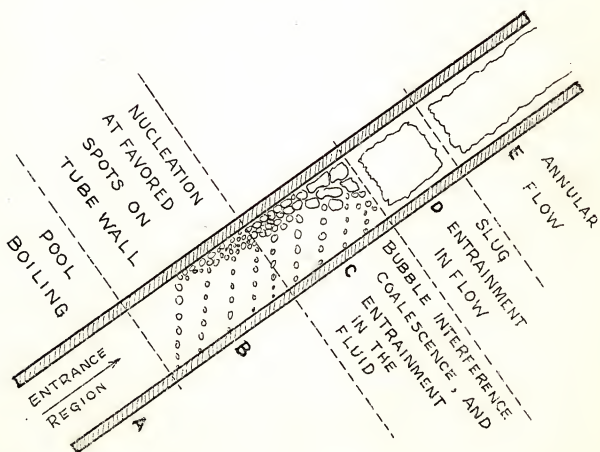 POOL
BOILING
NUCLEATION
AT FAVORED
SPOTS ON
TUBE WALL
ENTRANCE
REGION
A
B
C
D
E
BUBBLE INTERFERENCE
COALESCENCE, AND
ENTRAINMENT
IN THE
FLUID
SLUG
ENTRAINMENT
IN FLOW
ANNULAR
FLOW